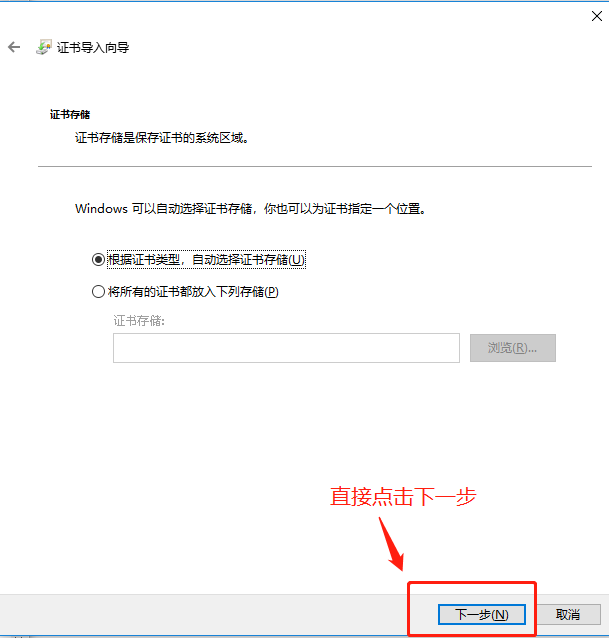 证书导入向导
证书存储
证书存储是保存证书的系统区域。
Windows 可以自动选择证书存储，你也可以为证书指定一个位置。
根据证书类型，自动选择证书存储(U)
将所有的证书都放入下列存储(P)
证书存储:
浏览(R)...
直接点击下一步
下一步(N)
取消